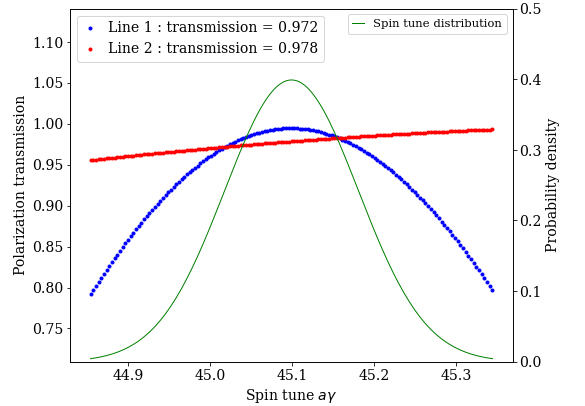 Line 1 : transmission = 0.972
Line 2 : transmission = 0.978
Spin tune distribution
Polarization transmission
1.10
1.05
1.00
0.95
0.90
0.85
0.80
0.75
Probability density
0.5
0.4
0.3
0.2
0.1
0.0
44.9 45.0 45.1 45.2 45.3
Spin tune aγ